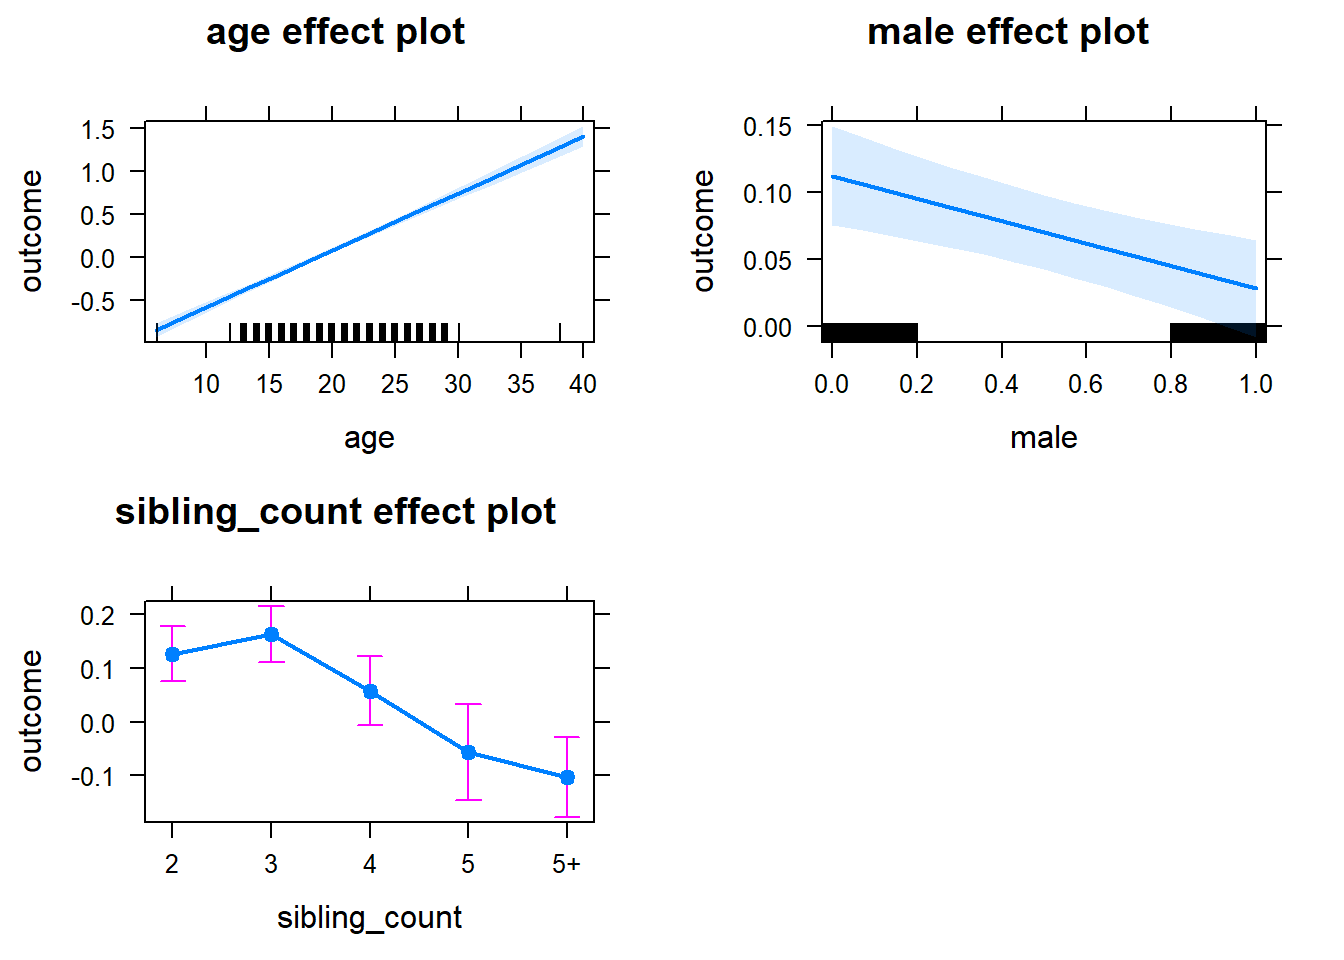 age effect plot
outcome
1.5
1.0
0.5
0.0
-0.5
10 15 20 25 30 35 40
age
male effect plot
outcome
0.15
0.10
0.05
0.00
0.0 0.2 0.4 0.6 0.8 1.0
male
sibling_count effect plot
outcome
0.2
0.1
0.0
-0.1
2 3 4 5 5+
sibling_count